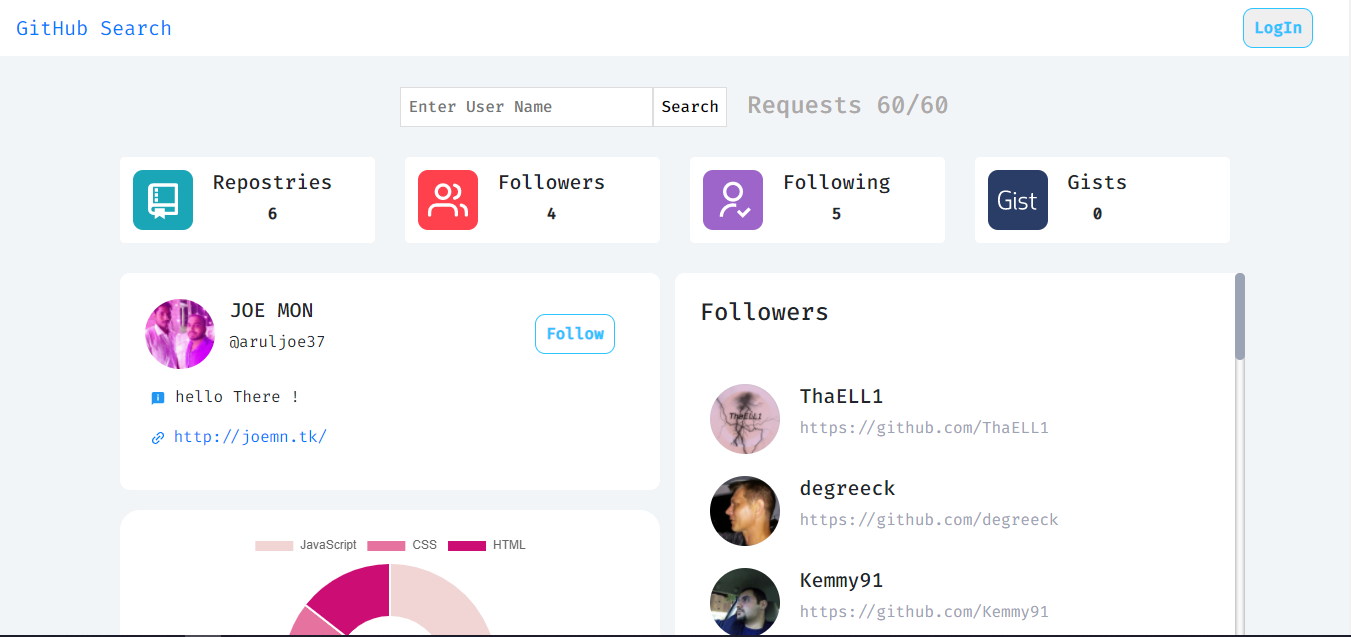 GitHub Search
LogIn
Enter User Name
Search
Requests 60/60
Repostries
6
Followers
4
Following
5
Gist
Gists
0
JOE MON
@aruljoe37
Follow
hello There !
http://joemn.tk/
JavaScript
CSS
HTML
Followers
ThaELL1
ThaELL1
https://github.com/ThaELL1
degreeck
https://github.com/degreeck
Kemmy91
https://github.com/Kemmy91